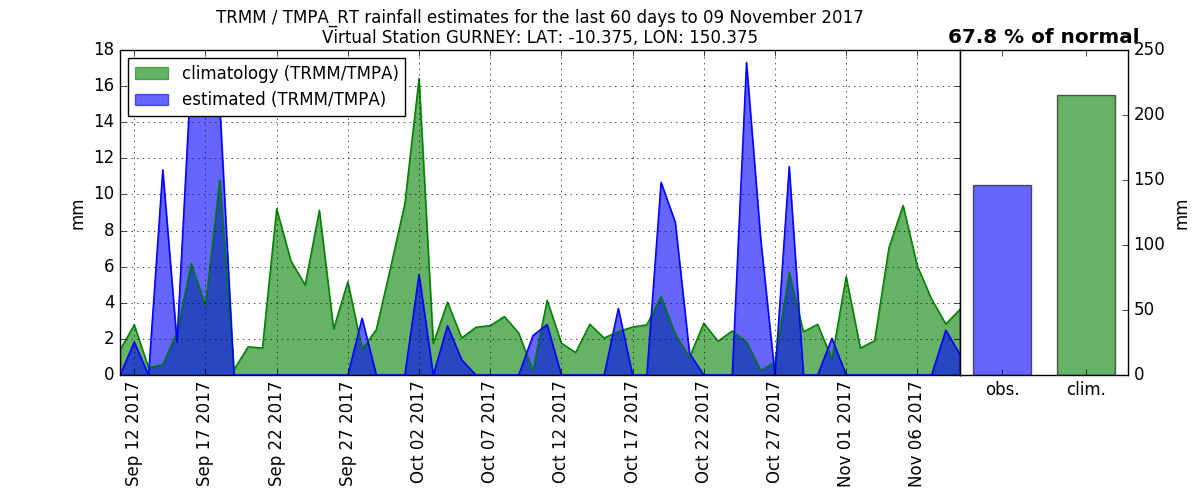 TRMM / TMPA_RT rainfall estimates for the last 60 days to 09 November 2017
Virtual Station GURNEY: LAT: -10.375, LON: 150.375
67.8 % of normal
climatology (TRMM/TMPA)
estimated (TRMM/TMPA)
mm
18
16
14
12
10
8
6
4
2
0
Sep 12 2017
Sep 17 2017
Sep 22 2017
Sep 27 2017
Oct 02 2017
Oct 07 2017
Oct 12 2017
Oct 17 2017
Oct 22 2017
Oct 27 2017
Nov 01 2017
Nov 06 2017
250
200
150
100
50
0
mm
obs.
clim.